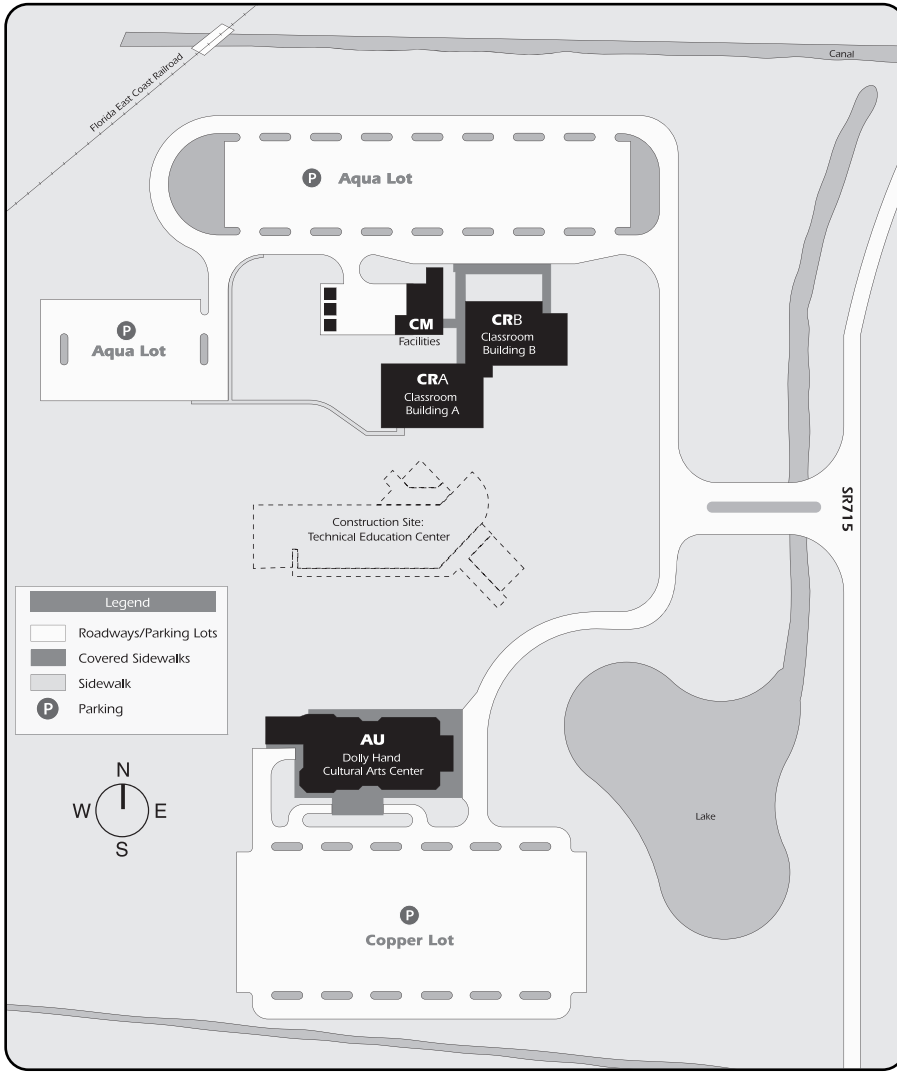 Canal
Florida East Coast Railroad
P Aqua Lot
P
Aqua Lot
CM
Facilities
CRB
Classroom
Building B
CRA
Classroom
Building A
SR715
Construction Site:
Technical Education Center
Legend
Roadways/Parking Lots
Covered Sidewalks
Sidewalk
P Parking
N
W E
S
AU
Dolly Hand
Cultural Arts Center
Lake
P
Copper Lot